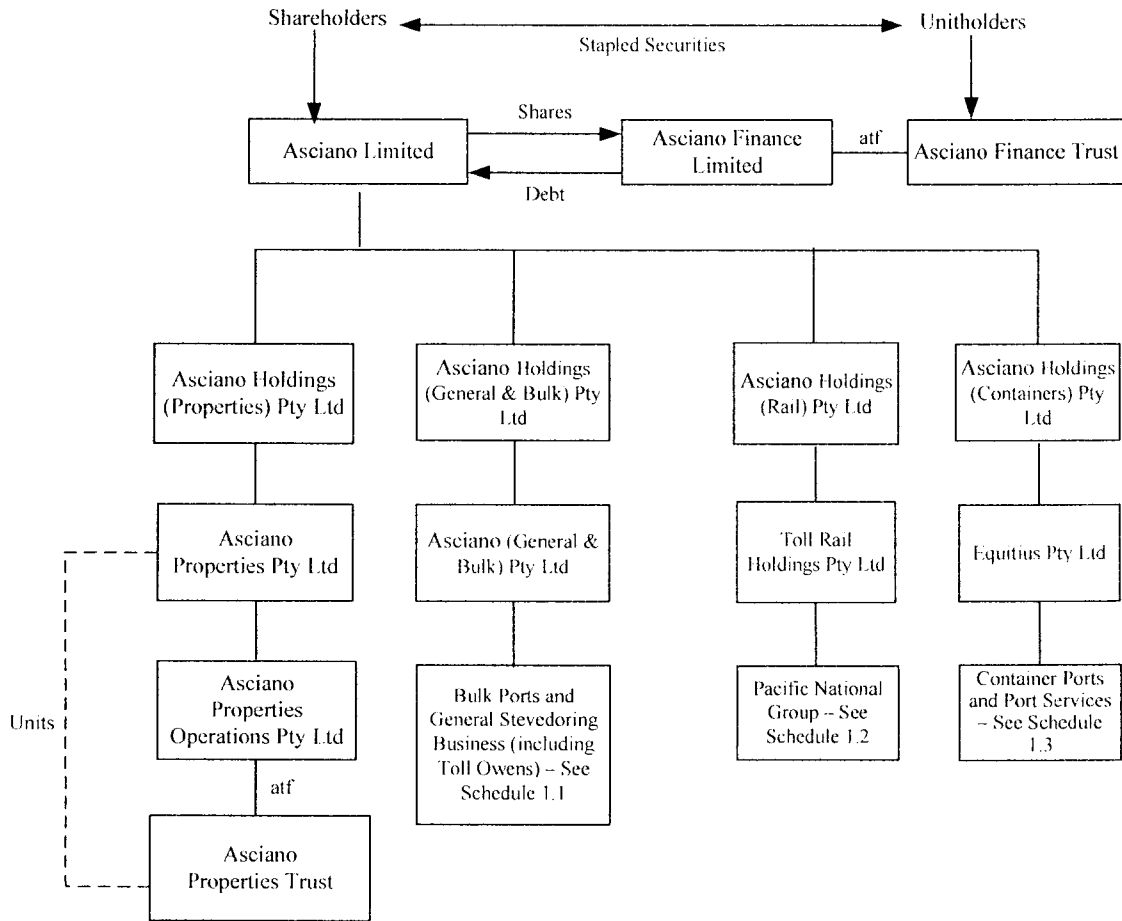 Shareholders
Unitholders
Stapled Securities
Shares
Asciano Limited
Asciano Finance
Limited
atf
Asciano Finance Trust
Debt
Asciano Holdings
(Properties) Pty Ltd
Asciano Holdings
(General & Bulk) Pty
Ltd
Asciano Holdings
(Rail) Pty Ltd
Asciano Holdings
(Containers) Pty
Ltd
Asciano
Properties Pty Ltd
Asciano (General &
Bulk) Pty Ltd
Toll Rail
Holdings Pty Ltd
Equitius Pty Ltd
Units
Asciano
Properties
Operations Pty Ltd
Bulk Ports and
General Stevedoring
Business (including
Toll Owens) – See
Schedule 1.1
Pacific National
Group – See
Schedule 1.2
Container Ports
and Port Services
– See Schedule
1.3
atf
Asciano
Properties Trust